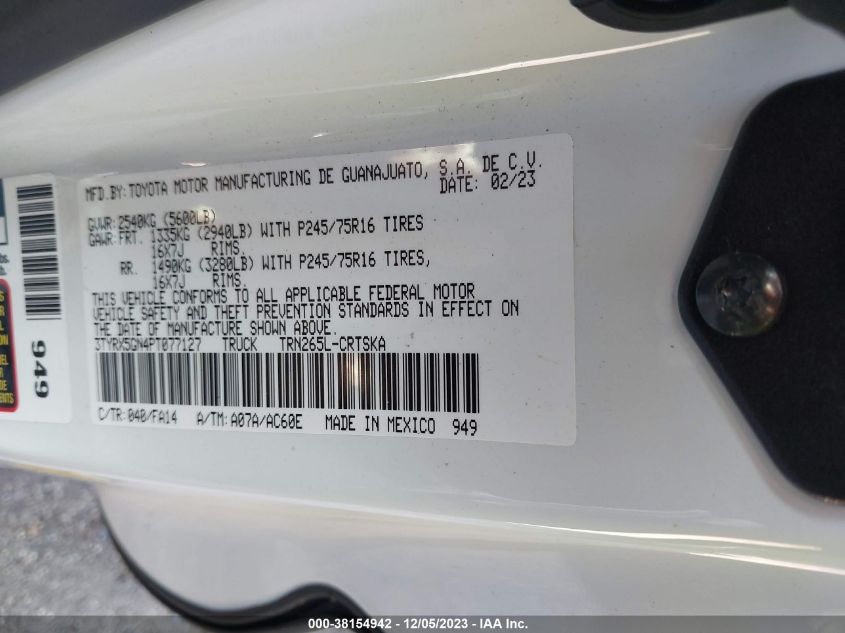 MFD.BY:TOYOTA MOTOR MANUFACTURING DE GUANAJUATO, S.A. DE C.V.
DATE: 02/23
GVWR:2540KG (5600LB)
GAWR:FRT. 1335KG (2940LB) WITH P245/75R16 TIRES
16X7J RIMS.
RR. 1490KG (3280LB) WITH P245/75R16 TIRES,
16X7J RIMS.
THIS VEHICLE CONFORMS TO ALL APPLICABLE FEDERAL MOTOR
VEHICLE SAFETY AND THEFT PREVENTION STANDARDS IN EFFECT ON
THE DATE OF MANUFACTURE SHOWN ABOVE.
3TYRX5GN4PT077127 TRUCK TRN265L-CRTSKA
C/TR:040/FA14 A/TM:A07A/AC60E MADE IN MEXICO 949
949
000-38154942 - 12/05/2023 - IAA Inc.